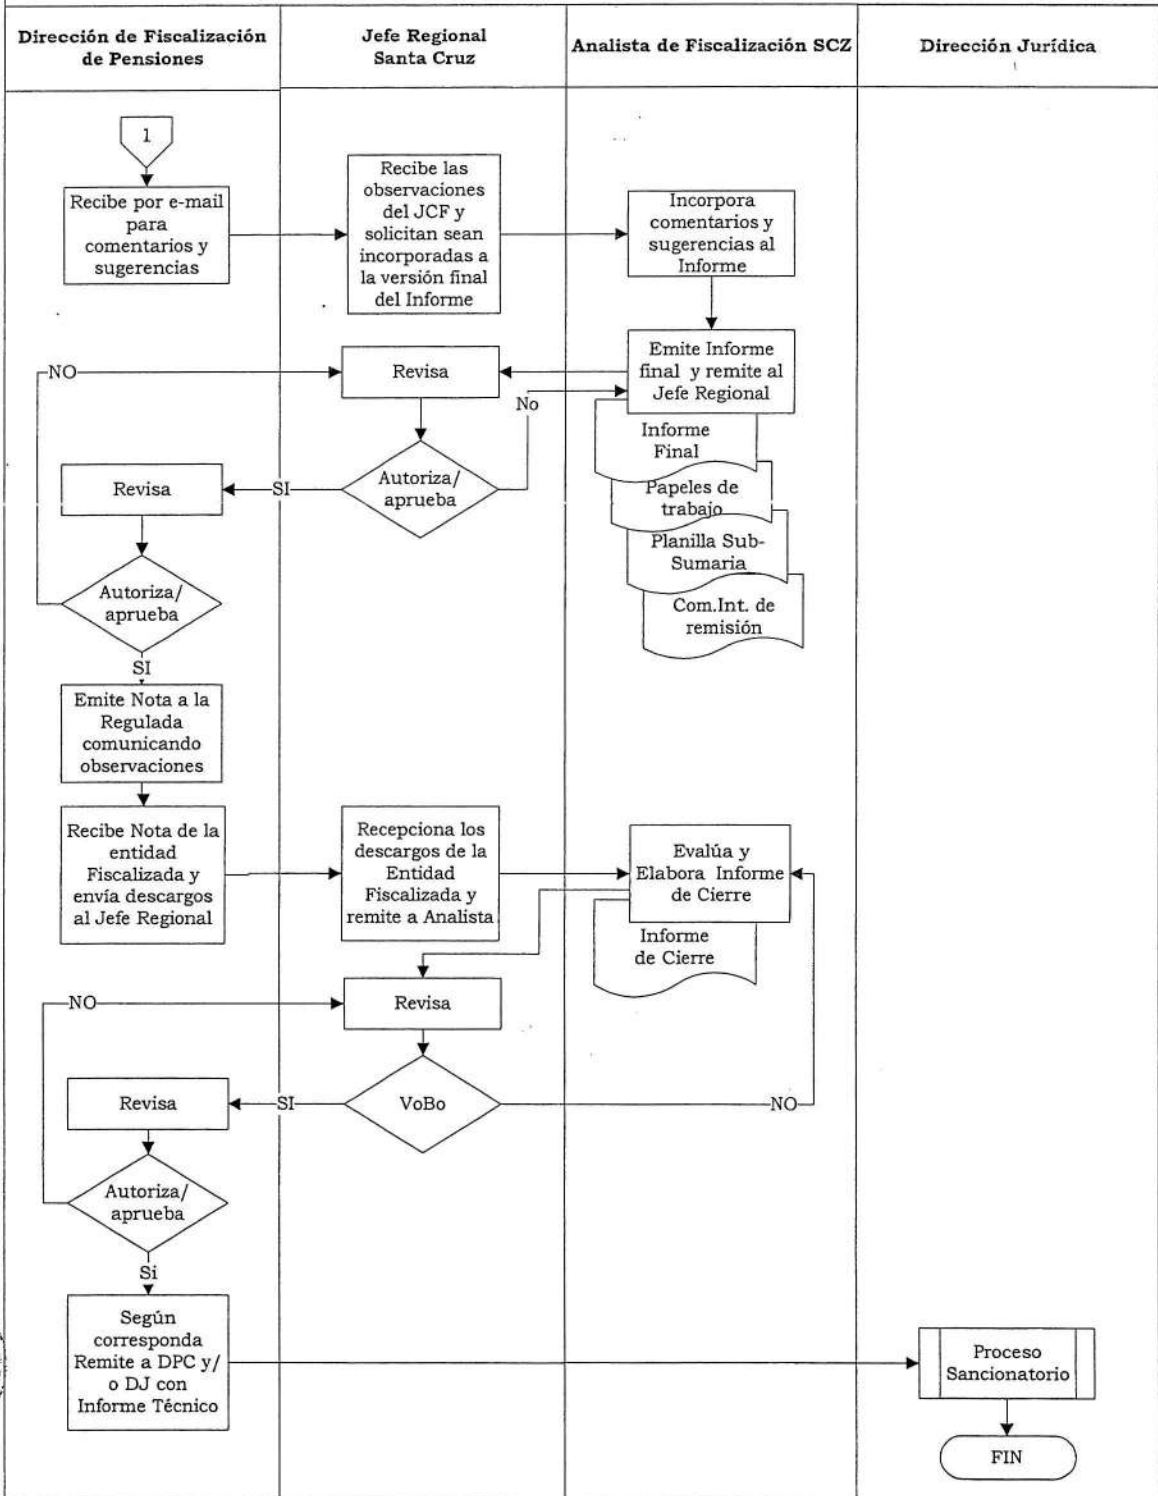 Dirección de Fiscalización
de Pensiones
Jefe Regional
Santa Cruz
Analista de Fiscalización SCZ
Dirección Jurídica
1
Recibe por e-mail
para
comentarios y
sugerencias
Recibe las
observaciones
del JCF y
solicitan sean
incorporadas a
la versión final
del Informe
Incorpora
comentarios y
sugerencias al
Informe
Emite Informe
final y remite al
Jefe Regional
Revisa
NO
No
Informe
Final
Papeles de
trabajo
Planilla Sub-
Sumaria
Com.Int. de
remisión
Autoriza/
aprueba
SI
Revisa
Autoriza/
aprueba
SI
Emite Nota a la
Regulada
comunicando
observaciones
Recibe Nota de la
entidad
Fiscalizada y
envía descargos
al Jefe Regional
Recepciona los
descargos de la
Entidad
Fiscalizada y
remite a Analista
Evalúa y
Elabora Informe
de Cierre
Informe
de Cierre
Revisa
NO
VoBo
NO
SI
Revisa
Autoriza/
aprueba
Si
Según
corresponda
Remite a DPC y/
o DJ con
Informe Técnico
Proceso
Sancionatorio
FIN